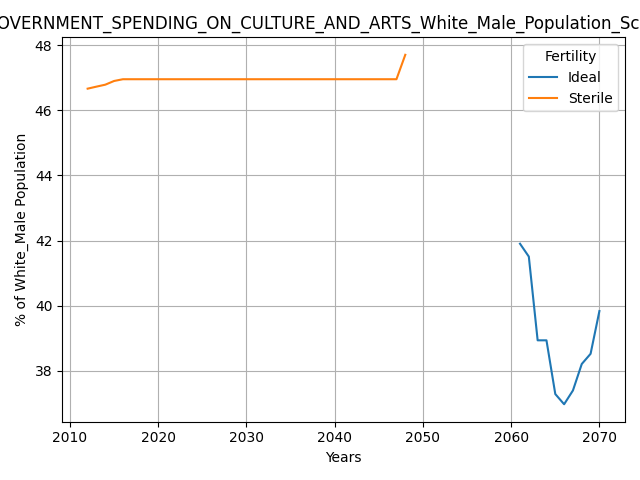 OVERNMENT_SPENDING_ON_CULTURE_AND_ARTS_White_Male_Population_Sc
48
46
44
42
40
38
% of White_Male Population
Fertility
Ideal
Sterile
2010 2020 2030 2040 2050 2060 2070
Years